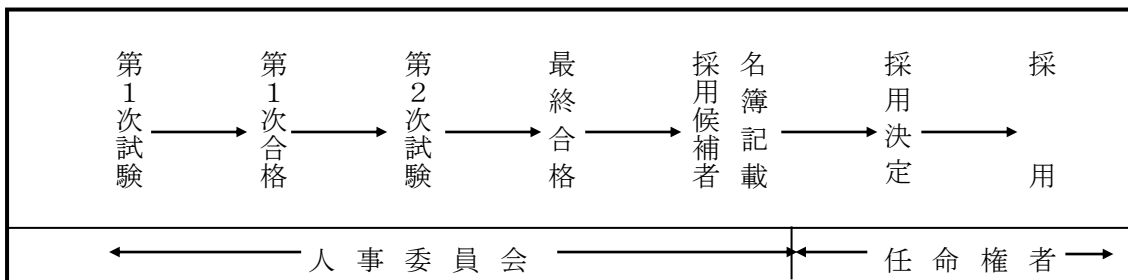 第1次試験
第1次合格
第2次試験
最終合格
採用候補者
名簿記載
採用決定
採用
人事委員会
任命権者